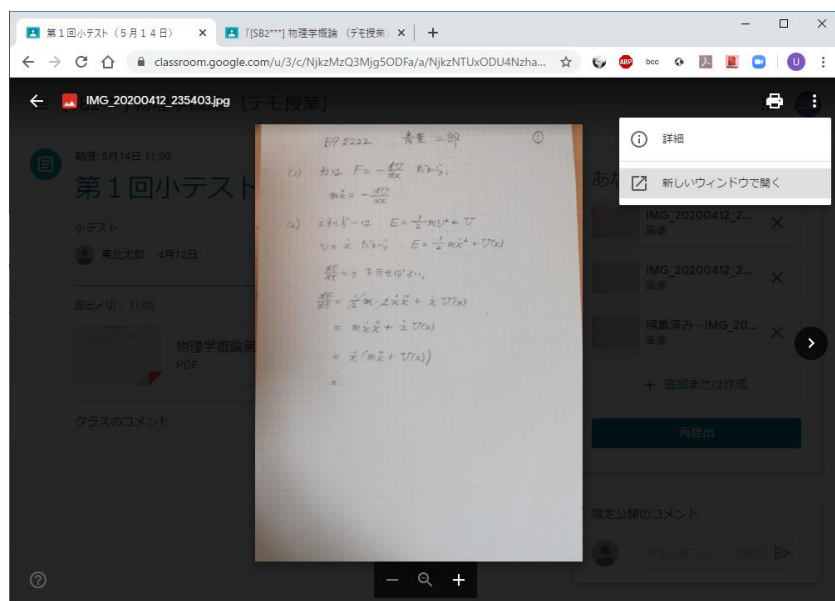 第１回小テスト（５月１４日）
「[SB2***] 物理学概論 （デモ授業）
classroom.google.com/u/3/c/NjkzMzQ3Mjg5ODFa/a/NjkzNTUxODU4Nzha...
ABP
bcc
U
IMG_20200412_235403.jpg
（デモ授業）
詳細
新しいウィンドウで開く
期限: 5月14日 11:00
第１回小テスト
小テスト
東北太郎 4月12日
提出〆切： 11:00
物理学概論第
PDF
クラスのコメント
B9 2222 青葉 二郎 ①
(1) 力は F = - dU/dx だから、
mẍ = - dU/dx
(2) エネルギーは E = 1/2 mv² + U
v = ẋ だから E = 1/2 mẋ² + U(x)
dE/dt = 0 を示せばよい。
dE/dt = 1/2 m · 2ẋẍ + ẋ U(x)
= mẋẍ + ẋ U(x)
= ẋ (mẍ + U(x))
=
あ
IMG_20200412_2...
画像
IMG_20200412_2...
画像
編集済み - IMG_20...
画像
+ 追加または作成
再提出
限定公開のコメント